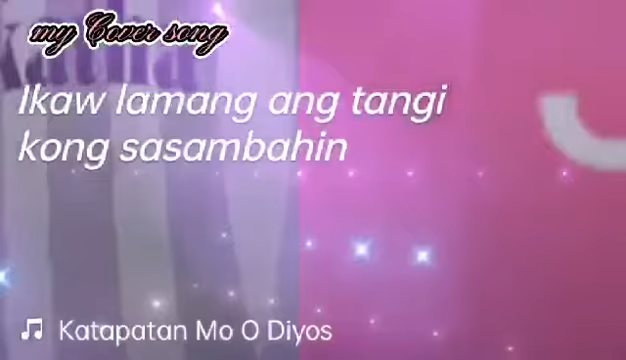 my Cover song
Ikaw lamang ang tangi
kong sasambahin
Katapatan Mo O Diyos